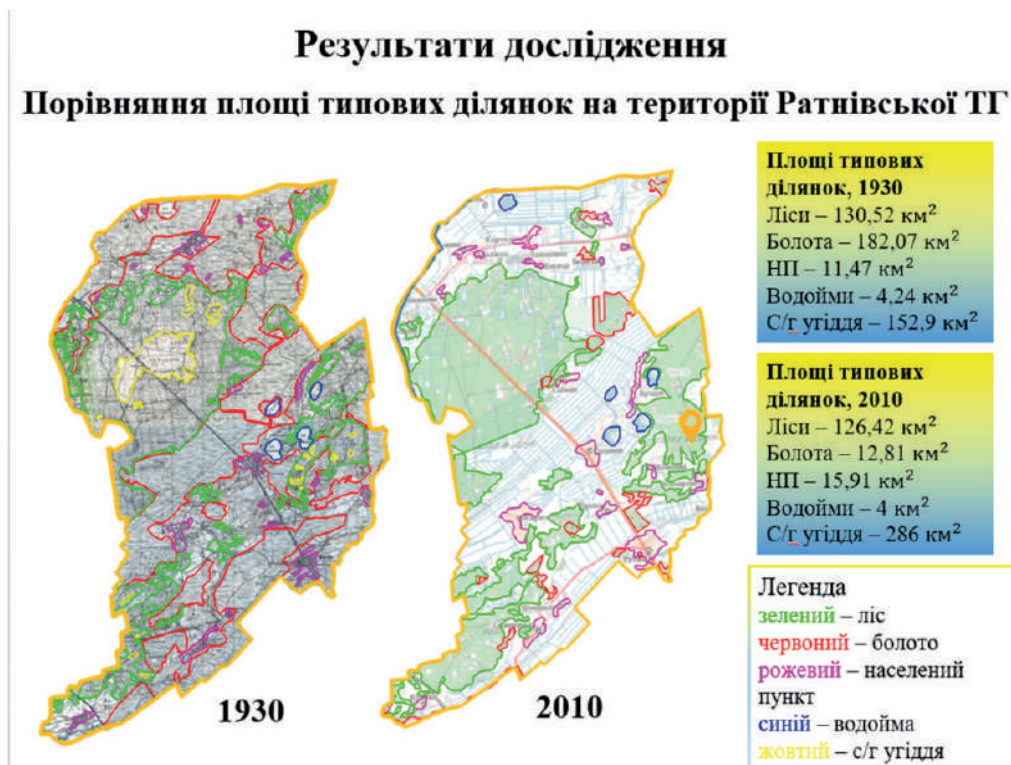 Результати дослідження
Порівняння площі типових ділянок на території Ратнівської ТГ
Площі типових
ділянок, 1930
Ліси – 130,52 км²
Болота – 182,07 км²
НП – 11,47 км²
Водойми – 4,24 км²
С/г угіддя – 152,9 км²
Площі типових
ділянок, 2010
Ліси – 126,42 км²
Болота – 12,81 км²
НП – 15,91 км²
Водойми – 4 км²
С/г угіддя – 286 км²
Легенда
зелений – ліс
червоний – болото
рожевий – населений
пункт
синій – водойма
жовтий – с/г угіддя
1930
2010